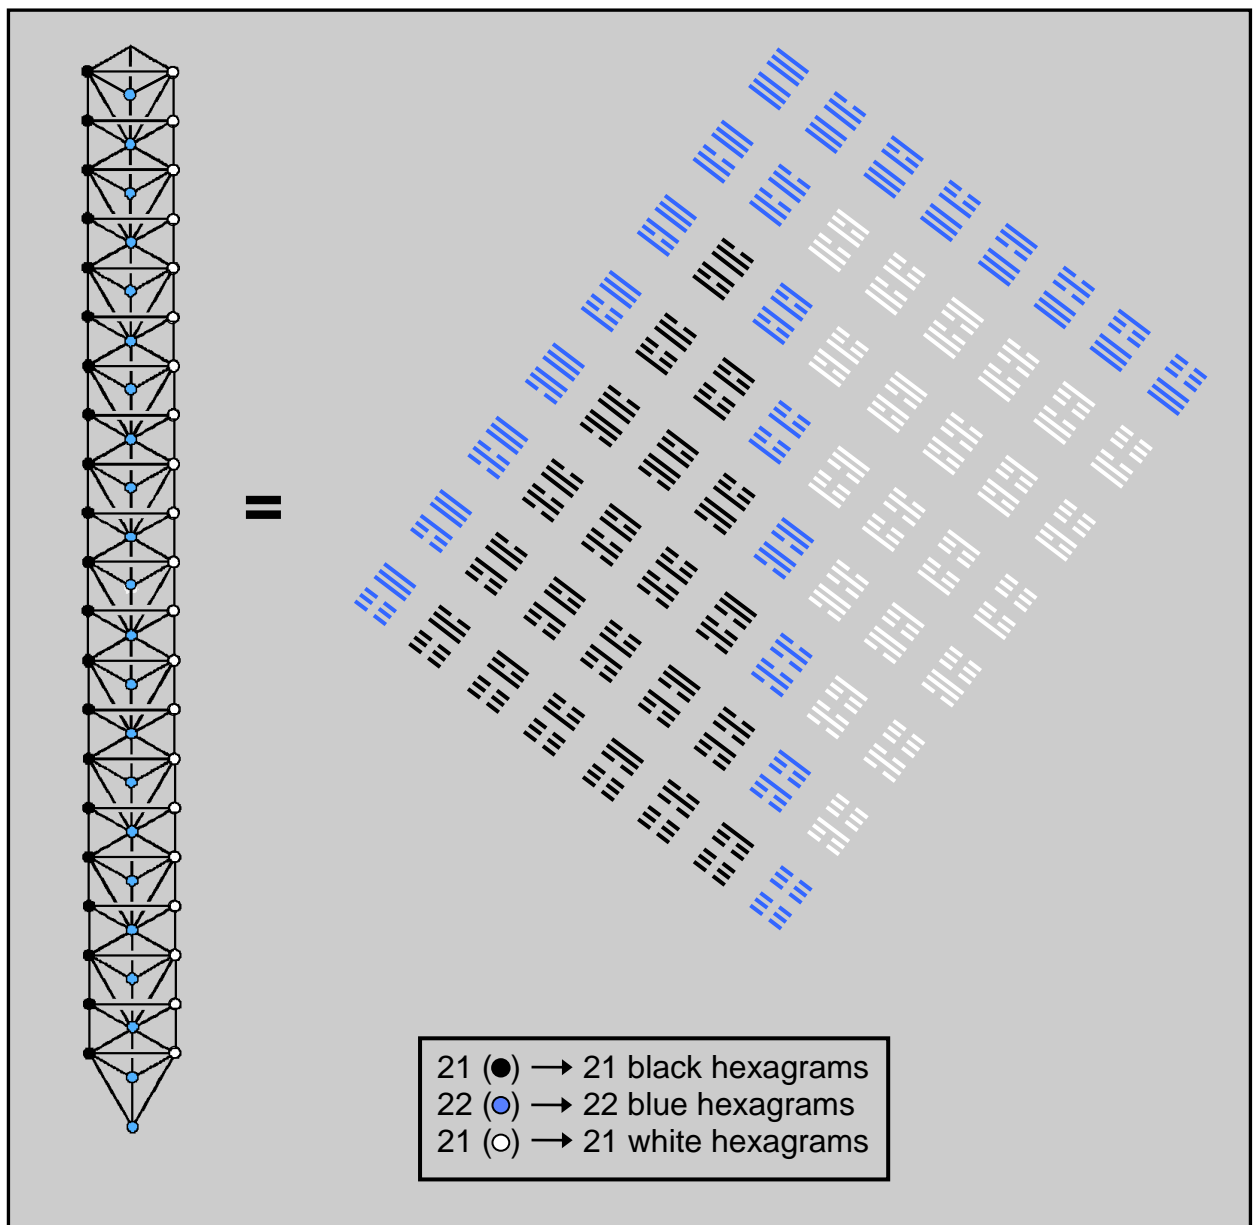 =
21 (●) → 21 black hexagrams
22 (●) → 22 blue hexagrams
21 (○) → 21 white hexagrams